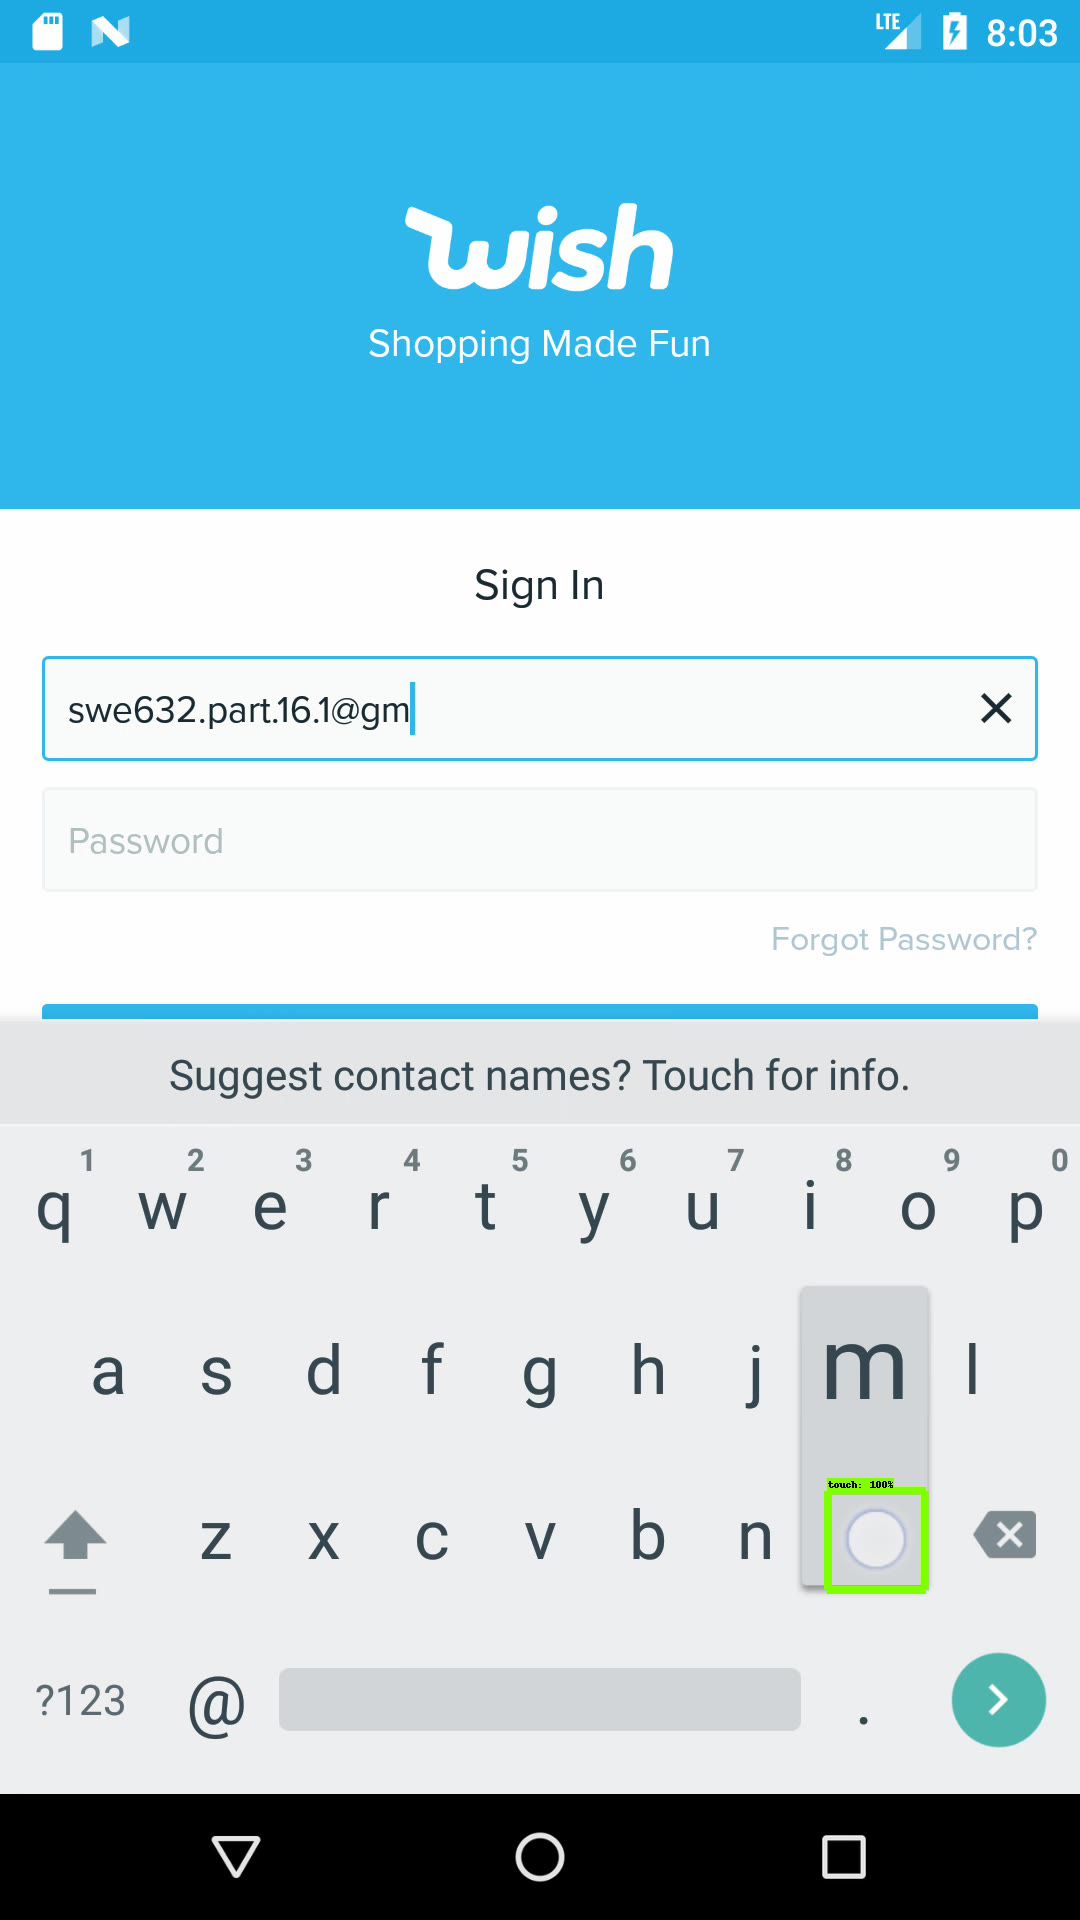 LTE 8:03
wish
Shopping Made Fun
Sign In
swe632.part.16.1@gm
Password
Forgot Password?
Suggest contact names? Touch for info.
1 2 3 4 5 6 7 8 9 0
q w e r t y u i o p
a s d f g h j m l
touch: 100%
z x c v b n
?123 @ .